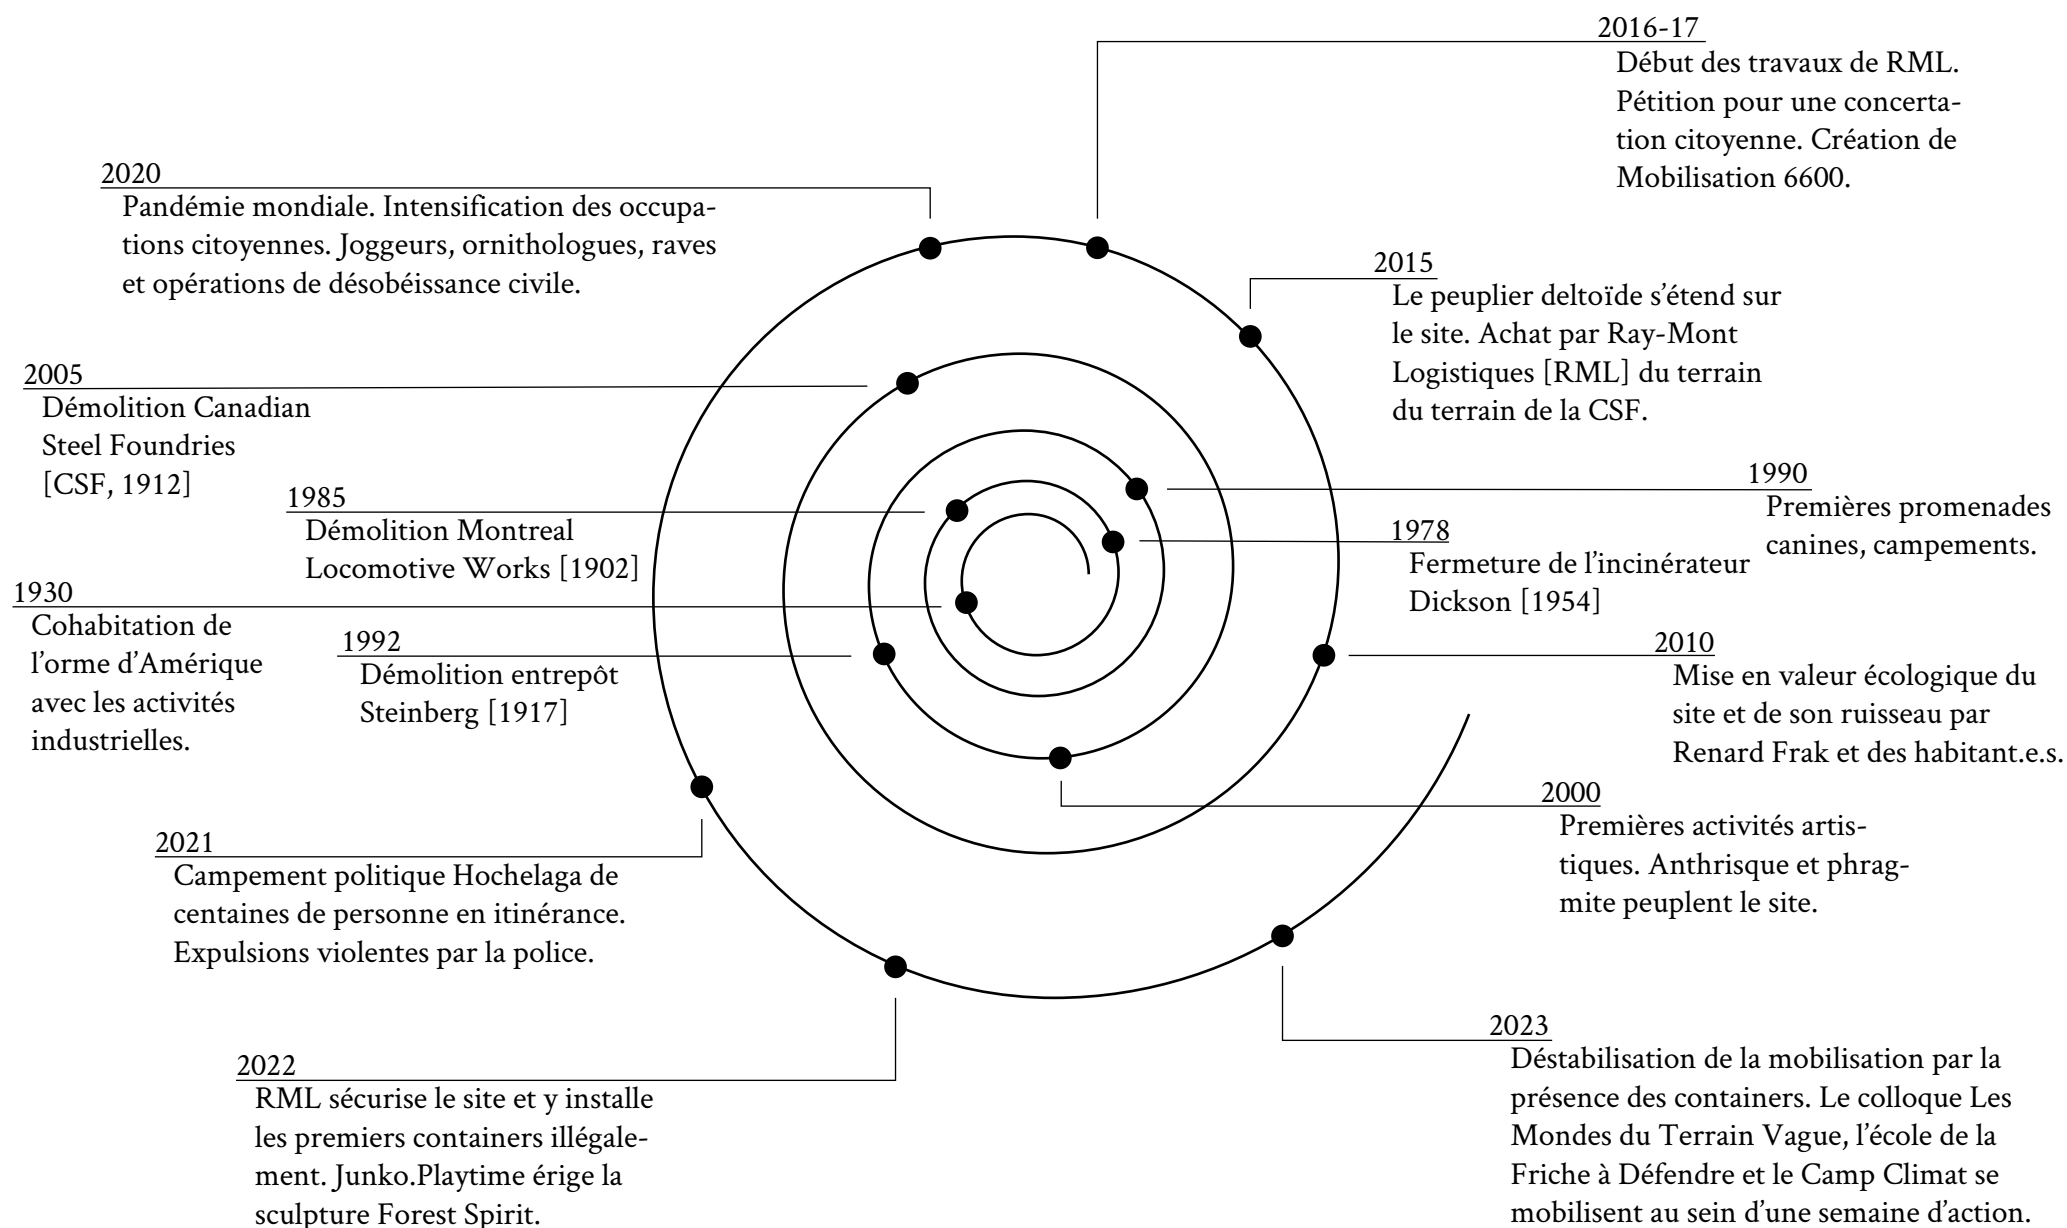 2016-17
Début des travaux de RML.
Pétition pour une concerta-
tion citoyenne. Création de
Mobilisation 6600.
2020
Pandémie mondiale. Intensification des occupa-
tions citoyennes. Joggeurs, ornithologues, raves
et opérations de désobéissance civile.
2015
Le peuplier deltoïde s’étend sur
le site. Achat par Ray-Mont
Logistiques [RML] du terrain
du terrain de la CSF.
2005
Démolition Canadian
Steel Foundries
[CSF, 1912]
1990
Premières promenades
canines, campements.
1985
Démolition Montreal
Locomotive Works [1902]
1978
Fermeture de l’incinérateur
Dickson [1954]
1930
Cohabitation de
l’orme d’Amérique
avec les activités
industrielles.
1992
Démolition entrepôt
Steinberg [1917]
2010
Mise en valeur écologique du
site et de son ruisseau par
Renard Frak et des habitant.e.s.
2000
Premières activités artis-
tiques. Anthrisque et phrag-
mite peuplent le site.
2021
Campement politique Hochelaga de
centaines de personne en itinérance.
Expulsions violentes par la police.
2022
RML sécurise le site et y installe
les premiers containers illégale-
ment. Junko.Playtime érige la
sculpture Forest Spirit.
2023
Déstabilisation de la mobilisation par la
présence des containers. Le colloque Les
Mondes du Terrain Vague, l’école de la
Friche à Défendre et le Camp Climat se
mobilisent au sein d’une semaine d’action.